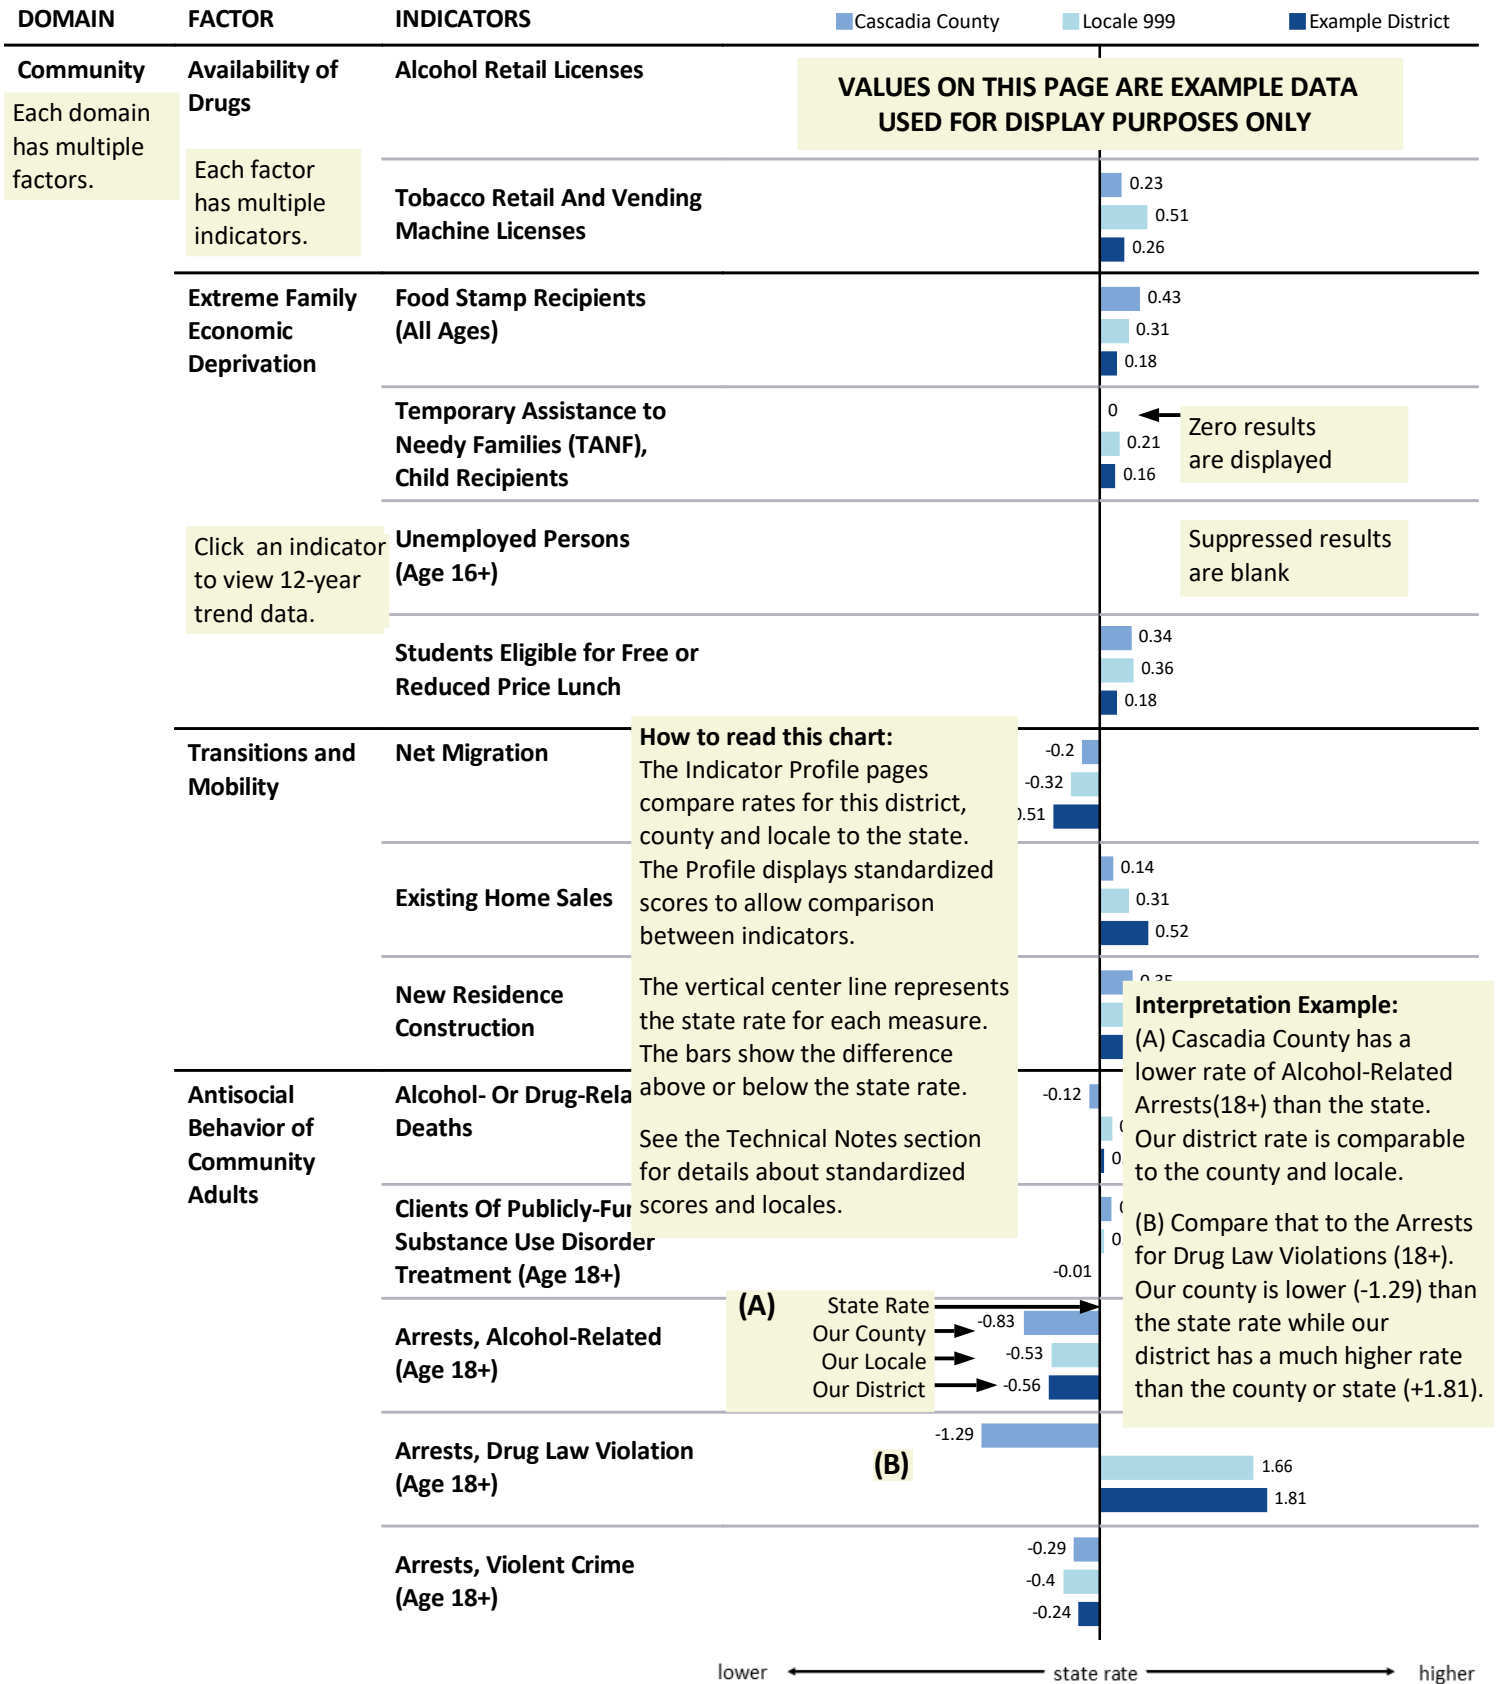 DOMAIN FACTOR INDICATORS Cascadia County Locale 999 Example District
Community
Each domain
has multiple
factors.
Availability of
Drugs
Each factor
has multiple
indicators.
Alcohol Retail Licenses
VALUES ON THIS PAGE ARE EXAMPLE DATA
USED FOR DISPLAY PURPOSES ONLY
Tobacco Retail And Vending
Machine Licenses
0.23
0.51
0.26
Extreme Family
Economic
Deprivation
Food Stamp Recipients
(All Ages)
0.43
0.31
0.18
Temporary Assistance to
Needy Families (TANF),
Child Recipients
0
0.21
0.16
Zero results
are displayed
Click an indicator
to view 12-year
trend data.
Unemployed Persons
(Age 16+)
Suppressed results
are blank
Students Eligible for Free or
Reduced Price Lunch
0.34
0.36
0.18
Transitions and
Mobility
Net Migration
-0.2
-0.32
.51
How to read this chart:
The Indicator Profile pages
compare rates for this district,
county and locale to the state.
The Profile displays standardized
scores to allow comparison
between indicators.
The vertical center line represents
the state rate for each measure.
The bars show the difference
above or below the state rate.
See the Technical Notes section
for details about standardized
scores and locales.
Existing Home Sales
0.14
0.31
0.52
New Residence
Construction
0.35
Interpretation Example:
(A) Cascadia County has a
lower rate of Alcohol-Related
Arrests(18+) than the state.
Our district rate is comparable
to the county and locale.
(B) Compare that to the Arrests
for Drug Law Violations (18+).
Our county is lower (-1.29) than
the state rate while our
district has a much higher rate
than the county or state (+1.81).
Antisocial
Behavior of
Community
Adults
Alcohol- Or Drug-Rela
Deaths
-0.12
0.
Clients Of Publicly-Fu
Substance Use Disorder
Treatment (Age 18+)
0.
-0.01
Arrests, Alcohol-Related
(Age 18+)
(A) State Rate
Our County -0.83
Our Locale -0.53
Our District -0.56
Arrests, Drug Law Violation
(Age 18+)
(B)
-1.29
1.66
1.81
Arrests, Violent Crime
(Age 18+)
-0.29
-0.4
-0.24
lower state rate higher